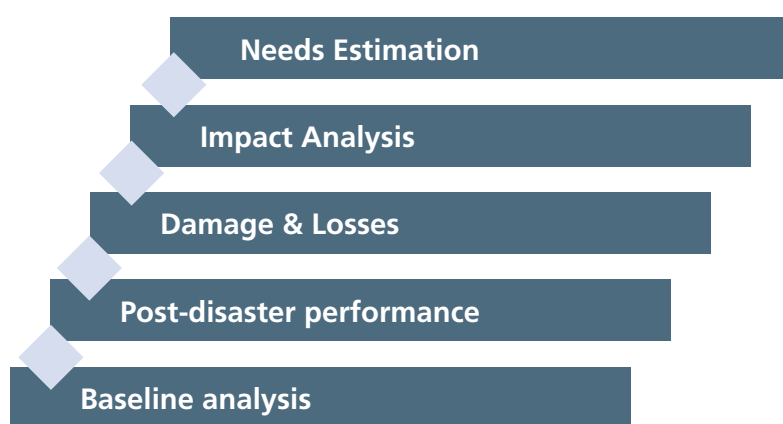 Needs Estimation
Impact Analysis
Damage & Losses
Post-disaster performance
Baseline analysis